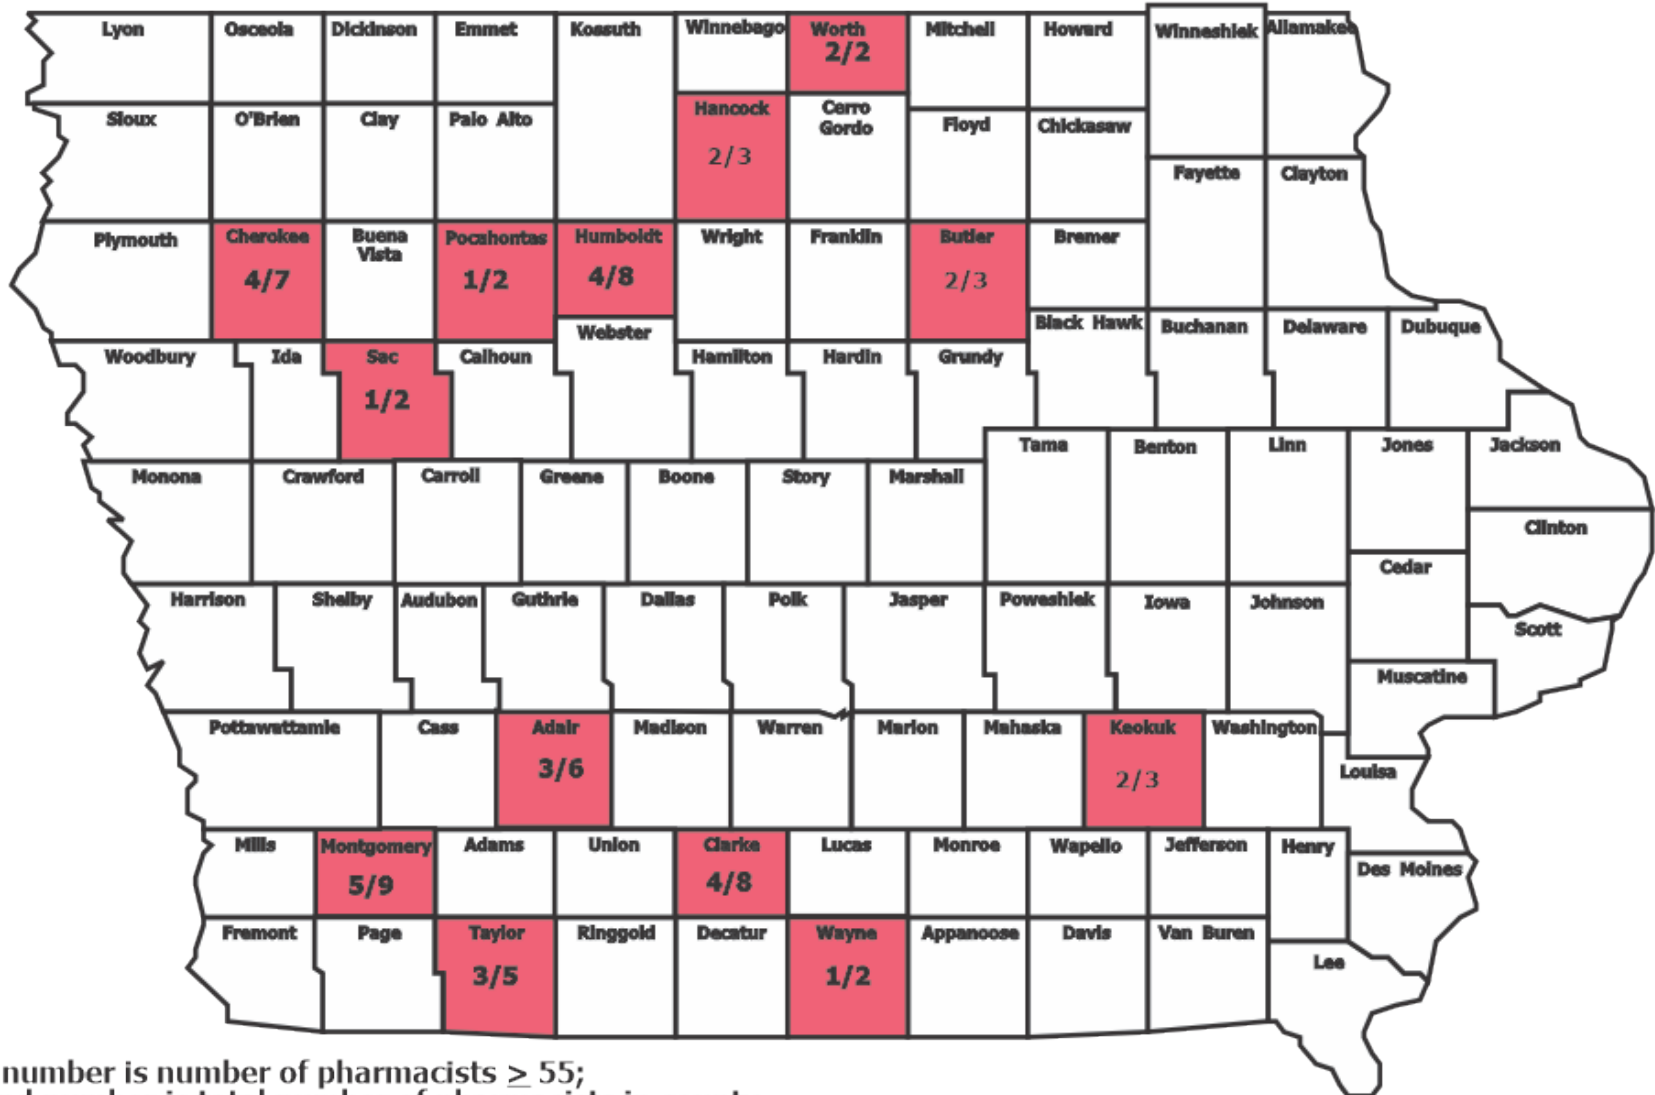 Lyon Osceola Dickinson Emmet Kossuth Winnebago Worth Mitchell Howard Winneshiek Allamakee
2/2
Sioux O'Brien Clay Palo Alto Hancock Cerro Gordo Floyd Chickasaw
2/3
Fayette Clayton
Plymouth Cherokee Buena Vista Pocahontas Humboldt Wright Franklin Butler Bremer
4/7 1/2 4/8 2/3
Webster Black Hawk Buchanan Delaware Dubuque
Woodbury Ida Sac Calhoun Hamilton Hardin Grundy
1/2
Tama Benton Linn Jones Jackson
Monona Crawford Carroll Greene Boone Story Marshall
Clinton
Cedar
Harrison Shelby Audubon Guthrie Dallas Polk Jasper Poweshiek Iowa Johnson
Scott
Muscatine
Pottawattamie Cass Adair Madison Warren Marion Mahaska Keokuk Washington
3/6 2/3
Louisa
Mills Montgomery Adams Union Clarke Lucas Monroe Wapello Jefferson Henry
5/9 4/8
Des Moines
Fremont Page Taylor Ringgold Decatur Wayne Appanoose Davis Van Buren
3/5 1/2
Lee
number is number of pharmacists ≥ 55;